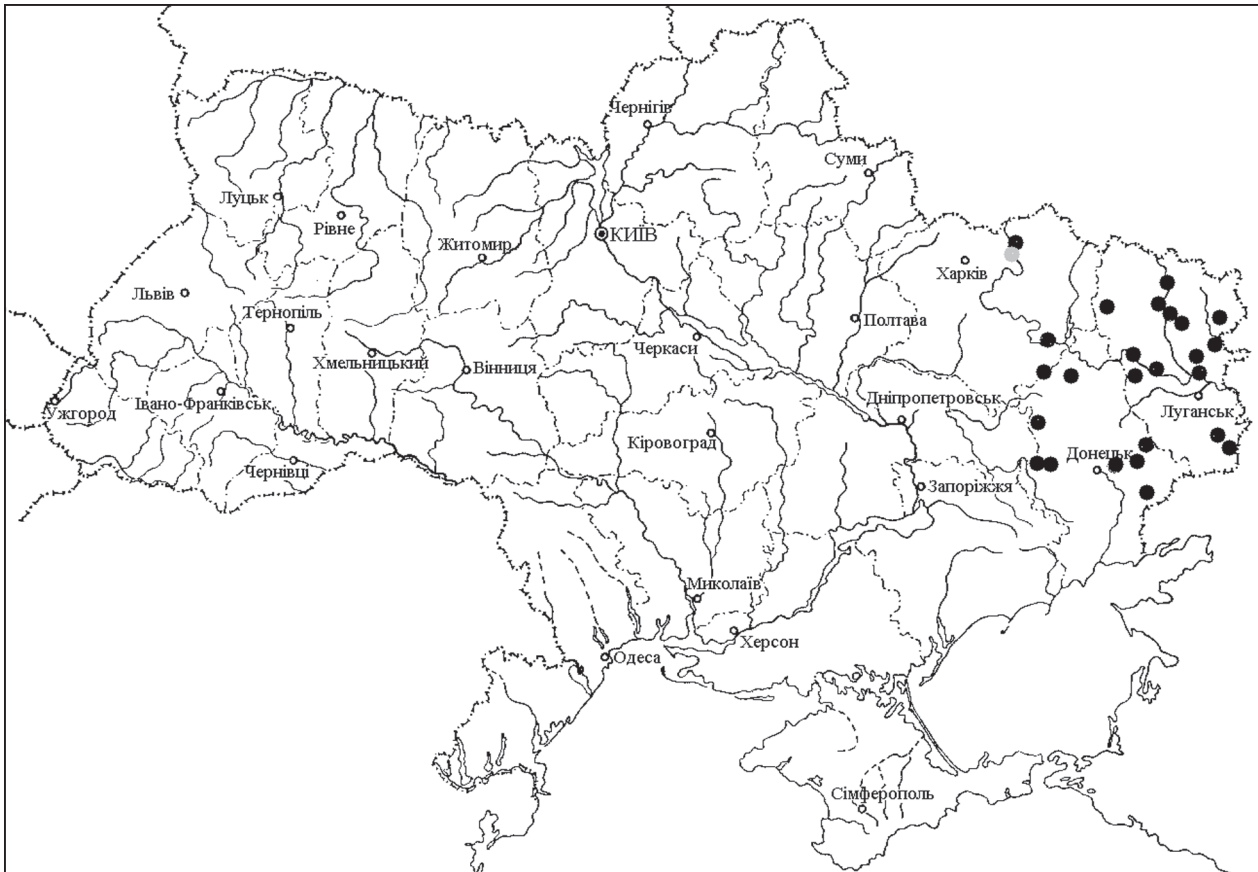 Чернігів
Суми
Луцьк
Рівне
КИЇВ
Житомир
Харків
Львів
Тернопіль
Полтава
Черкаси
Хмельницький
Вінниця
Ужгород
Івано-Франківськ
Дніпропетровськ
Луганськ
Кіровоград
Донецьк
Чернівці
Запоріжжя
Миколаїв
Херсон
Одеса
Сімферополь